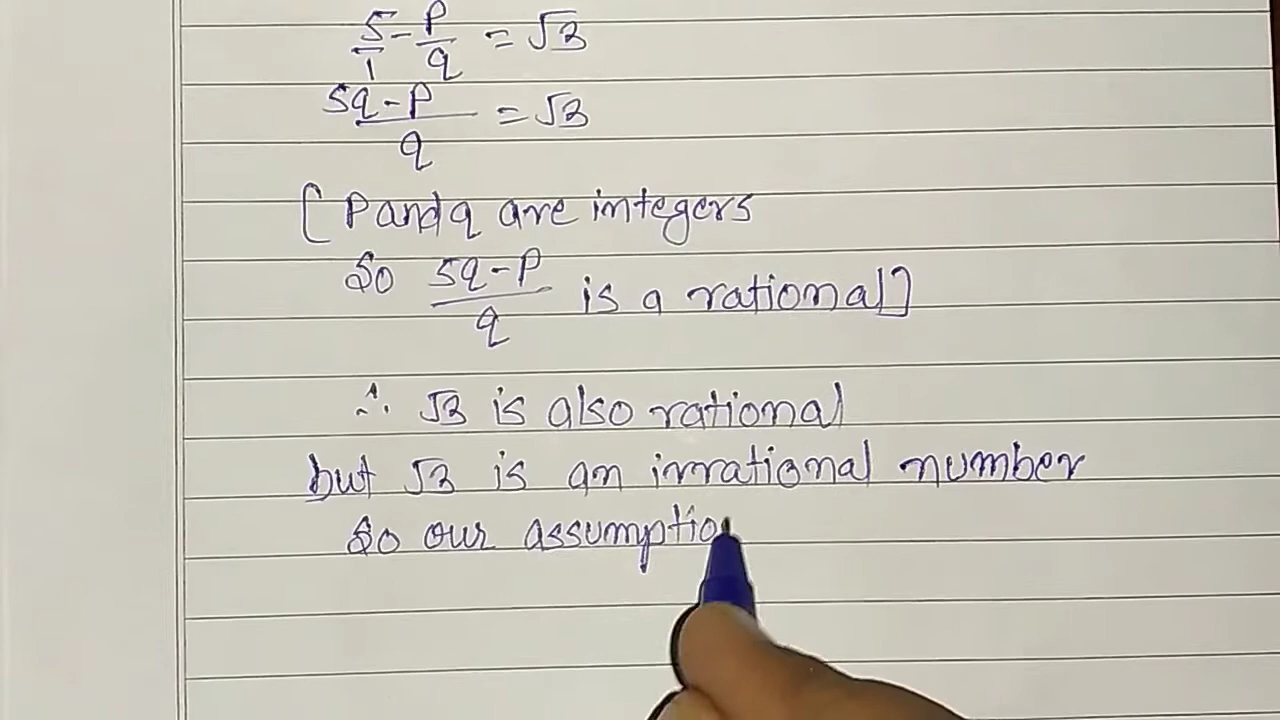 5/1 - P/q = √3
5q - P/q = √3
[ P and q are integers
So 5q - P/q is a rational]
∴ √3 is also rational
but √3 is an irrational number
So our assumptio